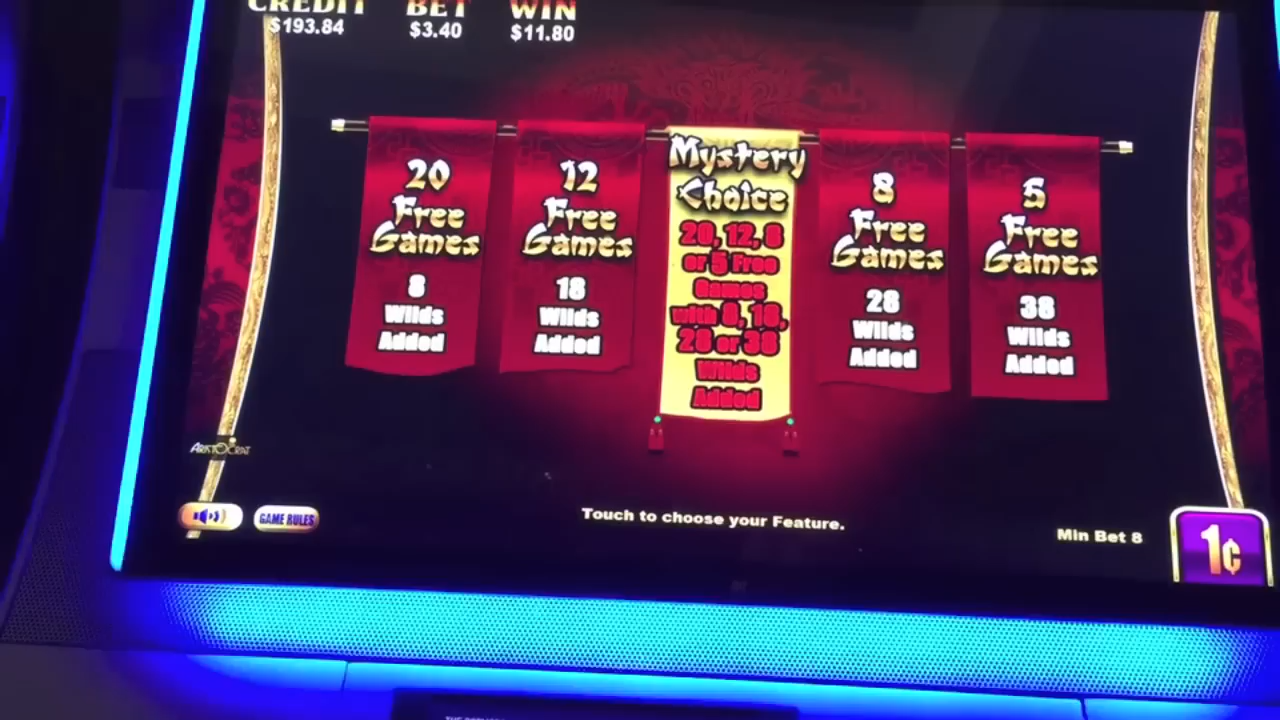 CREDIT BET WIN
$193.84 $3.40 $11.80
20
Free
Games
8
Wilds
Added
12
Free
Games
18
Wilds
Added
Mystery
Choice
20, 12, 8
or 5 Free
Games
with 8, 18,
28 or 38
Wilds
Added
8
Free
Games
28
Wilds
Added
5
Free
Games
38
Wilds
Added
ARISTOCRAT
GAME RULES
Touch to choose your Feature.
Min Bet 8
1¢